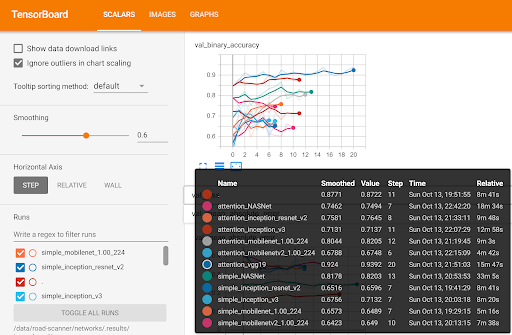 TensorBoard SCALARS IMAGES GRAPHS
Show data download links
Ignore outliers in chart scaling
Tooltip sorting method: default
Smoothing
0.6
Horizontal Axis
STEP RELATIVE WALL
Runs
Write a regex to filter runs
simple_mobilenet_1.00_224
simple_inception_resnet_v2
.
simple_inception_v3
TOGGLE ALL RUNS
/data/road-scanner/networks/.results/
val_binary_accuracy
0.9
0.8
0.7
0.6
0 2 4 6 8 10 12 14 16 18 20
Name Smoothed Value Step Time Relative
. 0.8771 0.8722 11 Sun Oct 13, 19:51:55 8m 41s
attention_NASNet 0.7462 0.7494 7 Sun Oct 13, 22:42:20 18m 34s
attention_inception_resnet_v2 0.7581 0.7645 8 Sun Oct 13, 21:33:11 9m 48s
attention_inception_v3 0.7131 0.7137 11 Sun Oct 13, 22:07:29 12m 58s
attention_mobilenet_1.00_224 0.8044 0.8205 12 Sun Oct 13, 21:19:45 9m 3s
attention_mobilenetv2_1.00_224 0.6788 0.6748 6 Sun Oct 13, 22:15:09 4m 42s
attention_vgg19 0.924 0.9392 20 Sun Oct 13, 21:51:03 15m 47s
simple_NASNet 0.8178 0.8203 13 Sun Oct 13, 20:53:53 33m 5s
simple_inception_resnet_v2 0.6516 0.6596 7 Sun Oct 13, 19:41:29 8m 41s
simple_inception_v3 0.6756 0.7132 7 Sun Oct 13, 20:03:18 8m 20s
simple_mobilenet_1.00_224 0.6573 0.6489 7 Sun Oct 13, 19:29:15 5m 16s
simple_mobilenetv2_1.00_224 0.6423 0.649 10 Sun Oct 13, 20:13:15 7m 38s